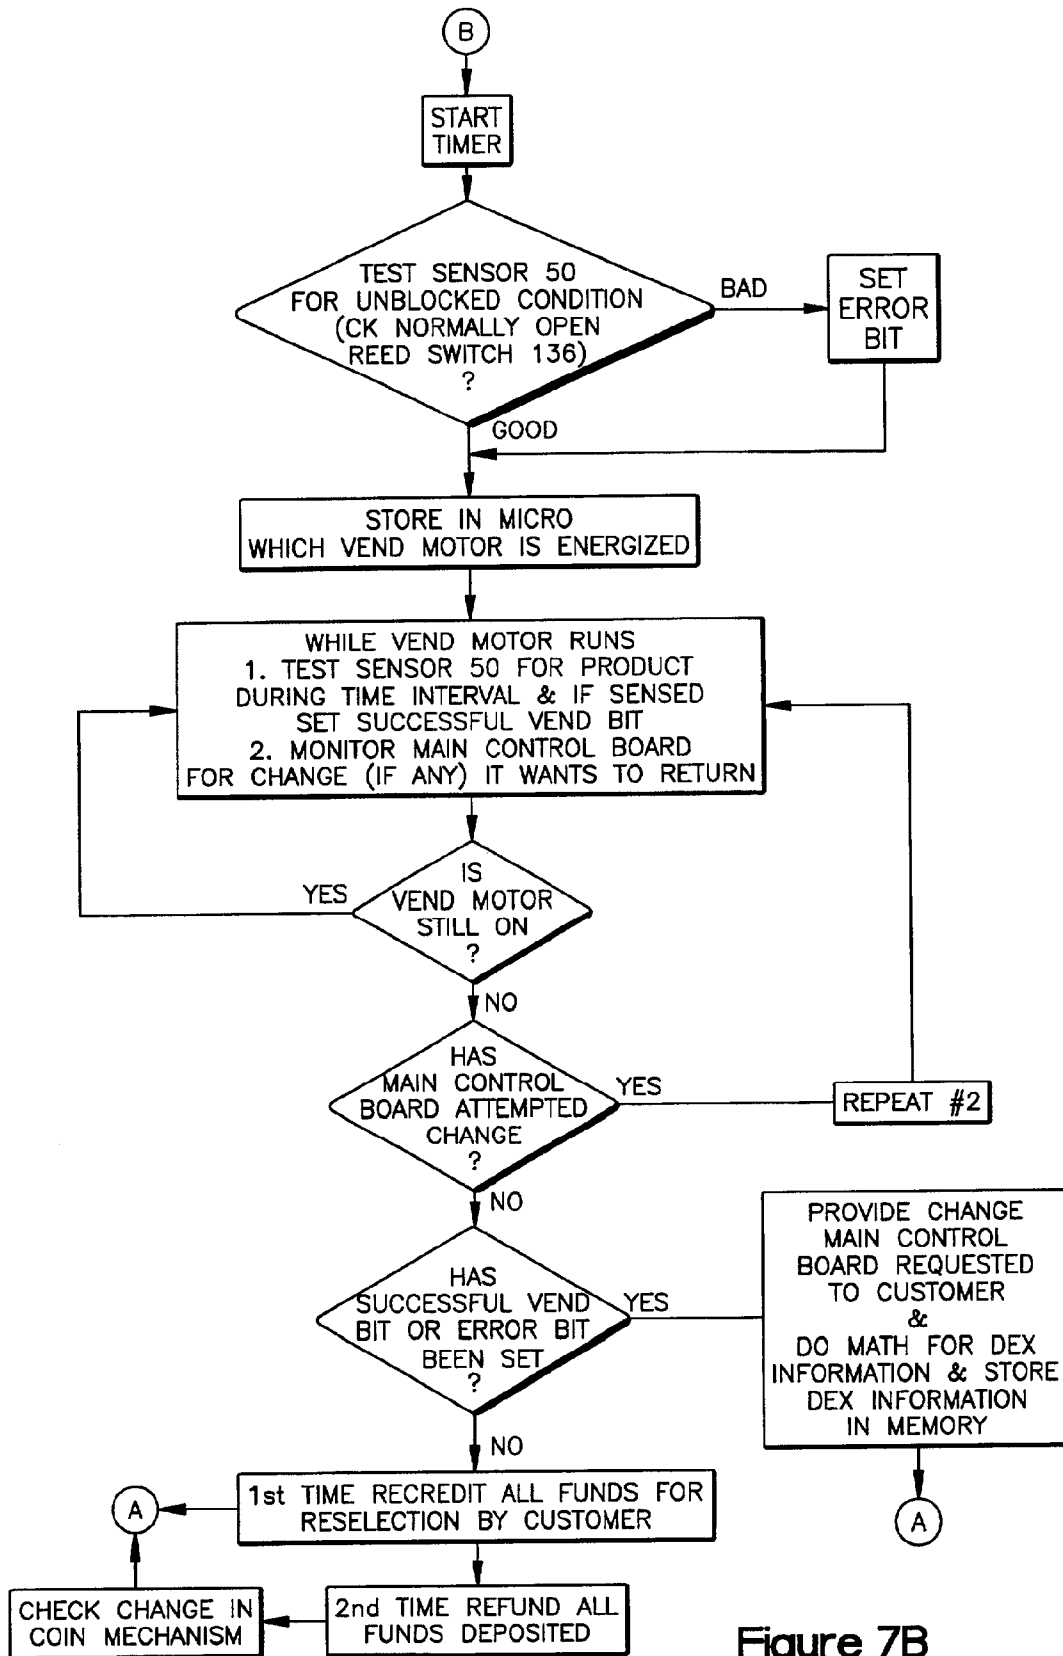 B
START
TIMER
TEST SENSOR 50
FOR UNBLOCKED CONDITION
(CK NORMALLY OPEN
REED SWITCH 136)
?
BAD
SET
ERROR
BIT
GOOD
STORE IN MICRO
WHICH VEND MOTOR IS ENERGIZED
WHILE VEND MOTOR RUNS
1. TEST SENSOR 50 FOR PRODUCT
DURING TIME INTERVAL & IF SENSED
SET SUCCESSFUL VEND BIT
2. MONITOR MAIN CONTROL BOARD
FOR CHANGE (IF ANY) IT WANTS TO RETURN
IS
VEND MOTOR
STILL ON
?
YES
NO
HAS
MAIN CONTROL
BOARD ATTEMPTED
CHANGE
?
YES
REPEAT #2
NO
HAS
SUCCESSFUL VEND
BIT OR ERROR BIT
BEEN SET
?
YES
PROVIDE CHANGE
MAIN CONTROL
BOARD REQUESTED
TO CUSTOMER
&
DO MATH FOR DEX
INFORMATION & STORE
DEX INFORMATION
IN MEMORY
A
NO
1st TIME RECREDIT ALL FUNDS FOR
RESELECTION BY CUSTOMER
A
2nd TIME REFUND ALL
FUNDS DEPOSITED
CHECK CHANGE IN
COIN MECHANISM
Figure 7B